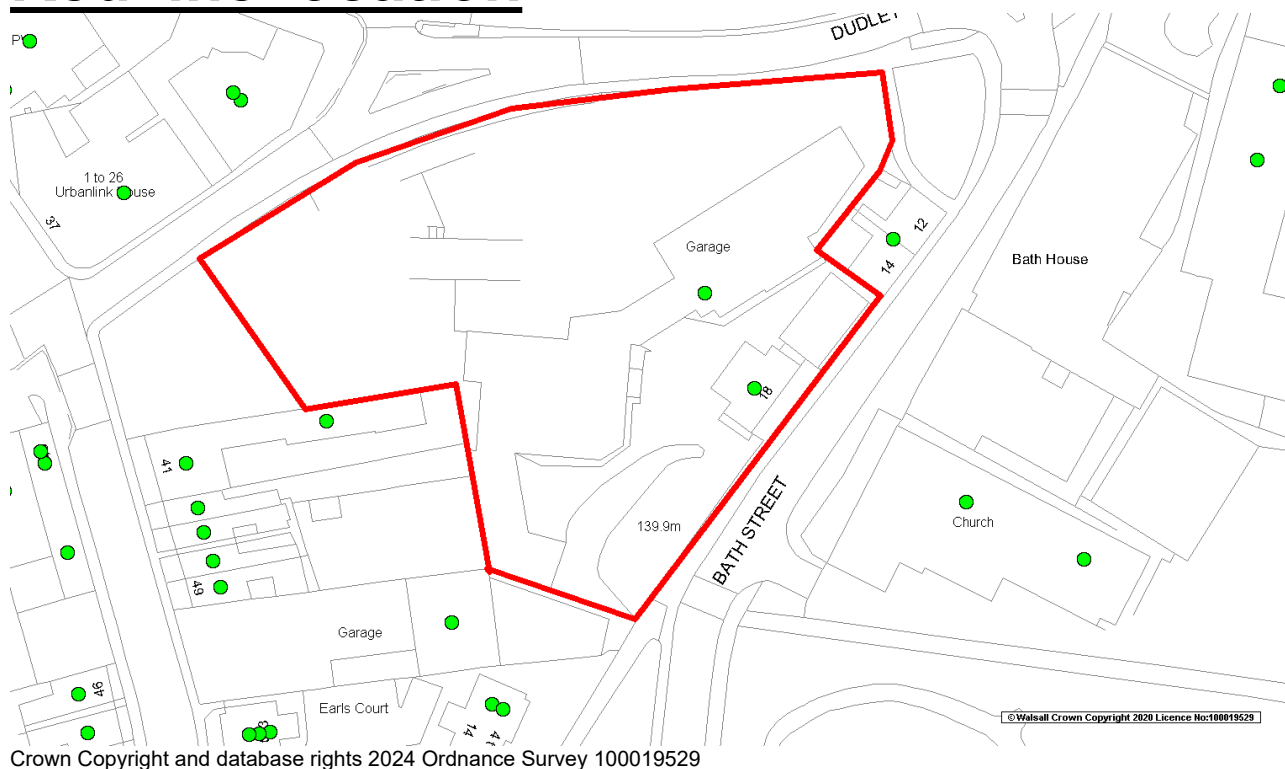 DUDLEY
1 to 26
Urbanlink House
37
Garage
12
14
Bath House
18
41
139.9m
BATH STREET
Church
49
Garage
46
Earls Court
14
© Walsall Crown Copyright 2020 Licence No:100019529
Crown Copyright and database rights 2024 Ordnance Survey 100019529